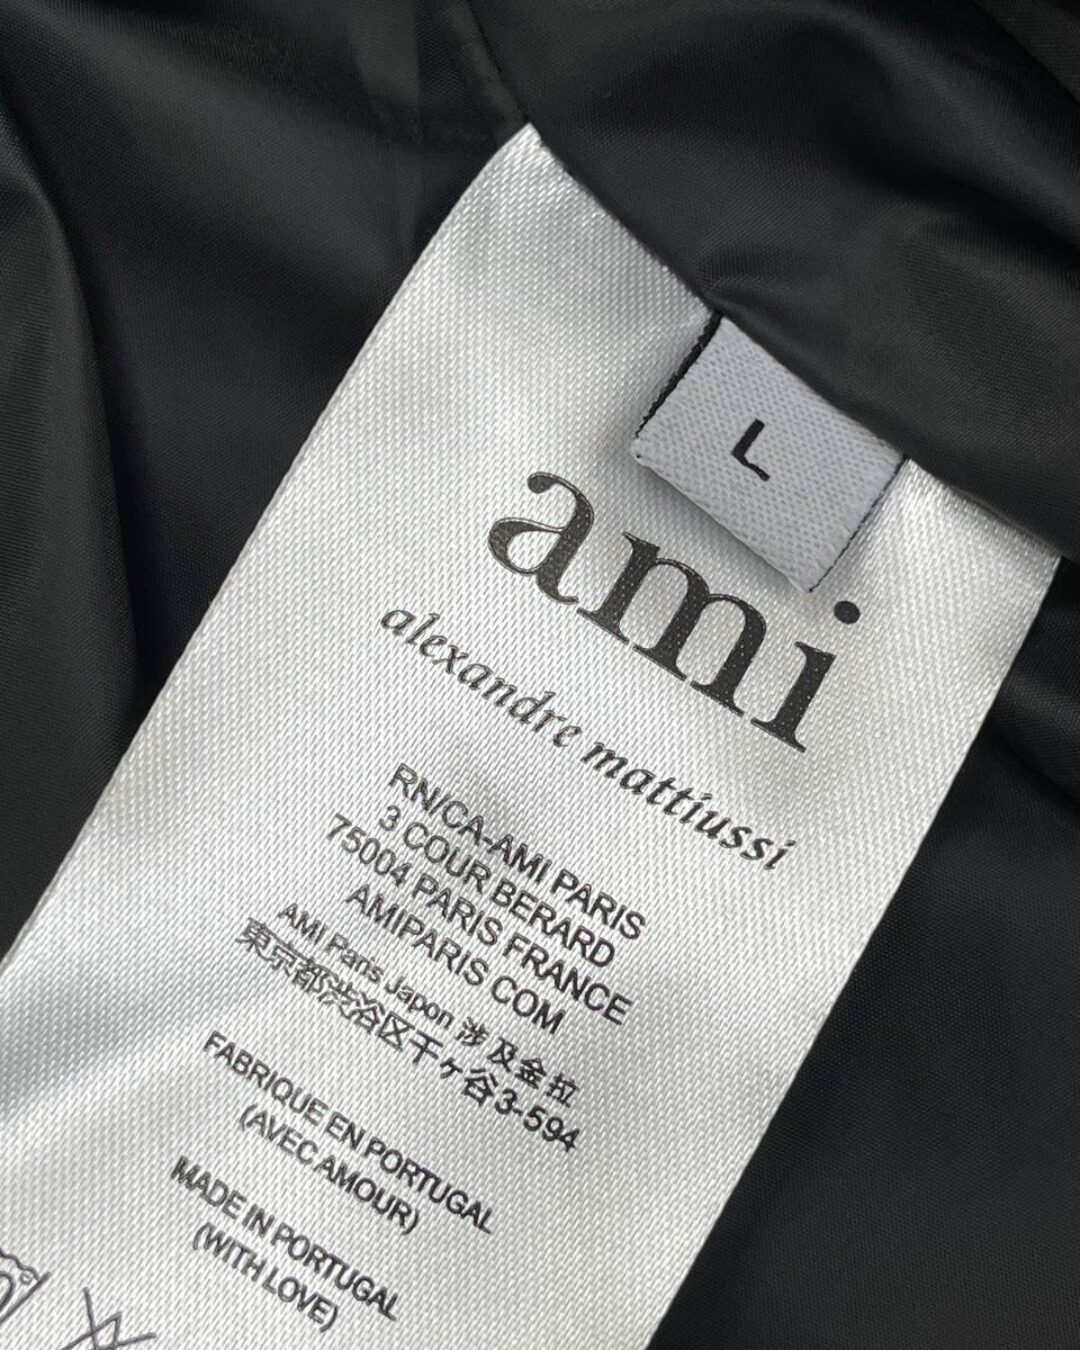 L
ami
alexandre mattiussi
RN/CA-AMI PARIS
3 COUR BERARD
75004 PARIS FRANCE
AMIPARIS COM
AMI Paris Japon 涉及金拉
東京都渋谷区千ヶ谷3-594
FABRIQUE EN PORTUGAL
(AVEC AMOUR)
MADE IN PORTUGAL
(WITH LOVE)